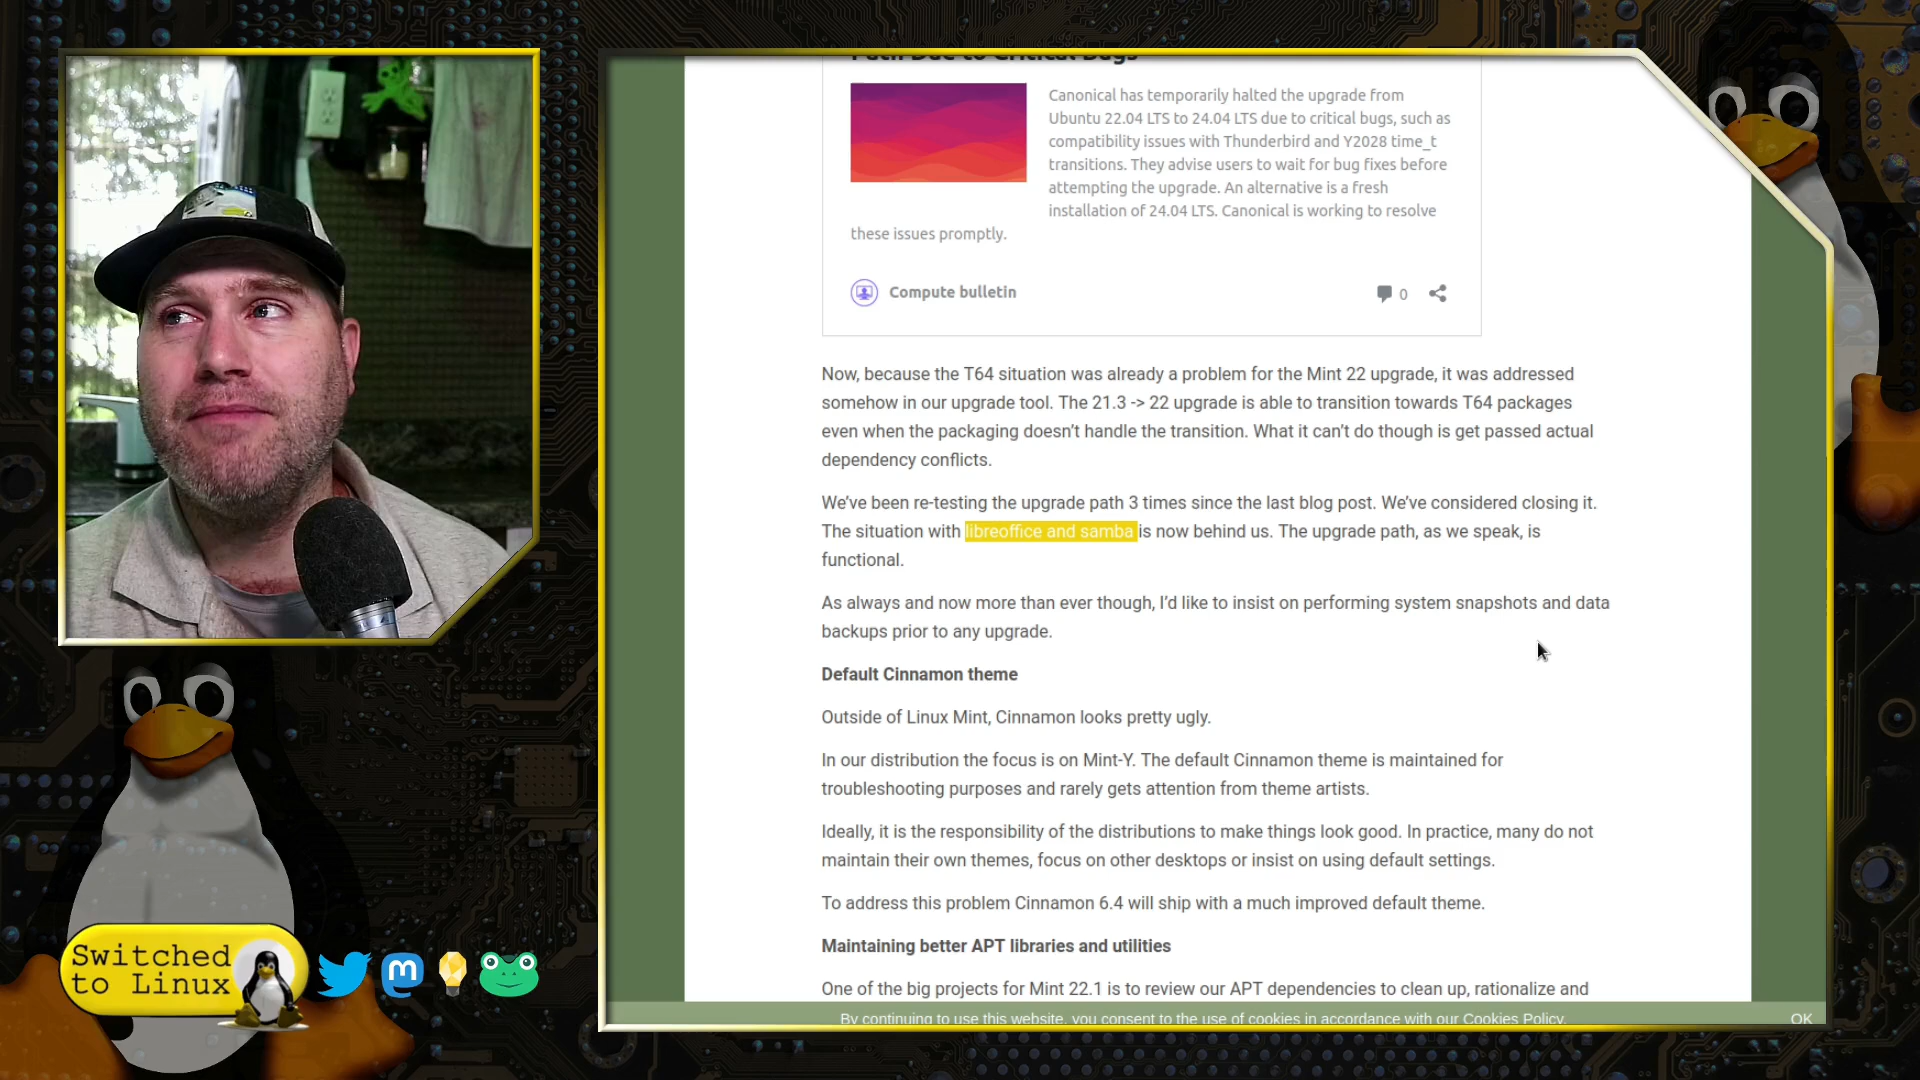 Path Due to Critical Bugs
Canonical has temporarily halted the upgrade from
Ubuntu 22.04 LTS to 24.04 LTS due to critical bugs, such as
compatibility issues with Thunderbird and Y2028 time_t
transitions. They advise users to wait for bug fixes before
attempting the upgrade. An alternative is a fresh
installation of 24.04 LTS. Canonical is working to resolve
these issues promptly.
Compute bulletin
0
Now, because the T64 situation was already a problem for the Mint 22 upgrade, it was addressed
somehow in our upgrade tool. The 21.3 -> 22 upgrade is able to transition towards T64 packages
even when the packaging doesn’t handle the transition. What it can’t do though is get passed actual
dependency conflicts.
We’ve been re-testing the upgrade path 3 times since the last blog post. We’ve considered closing it.
The situation with libreoffice and samba is now behind us. The upgrade path, as we speak, is
functional.
As always and now more than ever though, I’d like to insist on performing system snapshots and data
backups prior to any upgrade.
Default Cinnamon theme
Outside of Linux Mint, Cinnamon looks pretty ugly.
In our distribution the focus is on Mint-Y. The default Cinnamon theme is maintained for
troubleshooting purposes and rarely gets attention from theme artists.
Ideally, it is the responsibility of the distributions to make things look good. In practice, many do not
maintain their own themes, focus on other desktops or insist on using default settings.
To address this problem Cinnamon 6.4 will ship with a much improved default theme.
Maintaining better APT libraries and utilities
One of the big projects for Mint 22.1 is to review our APT dependencies to clean up, rationalize and
By continuing to use this website, you consent to the use of cookies in accordance with our Cookies Policy.
OK
Switched
to Linux